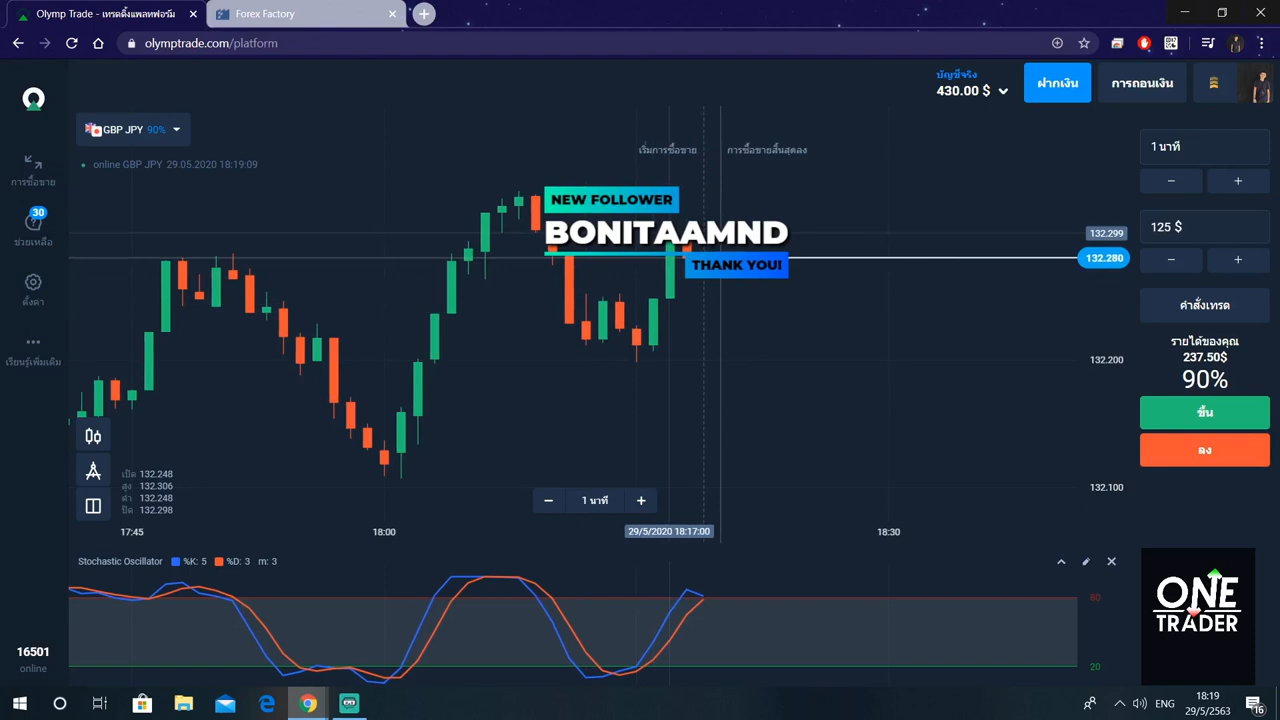 Olymp Trade - เทรดดิ้งแพลทฟอร์ม
Forex Factory
olymptrade.com/platform
บัญชีจริง
430.00 $
ฝากเงิน
การถอนเงิน
GBP JPY 90%
online GBP JPY 29.05.2020 18:19:09
เริ่มการซื้อขาย
การซื้อขายสิ้นสุดลง
การซื้อขาย
30
ช่วยเหลือ
ตั้งค่า
เรียนรู้เพิ่มเติม
NEW FOLLOWER
BONITAAMND
THANK YOU!
132.299
132.280
132.200
132.100
1 นาที
125 $
คำสั่งเทรด
รายได้ของคุณ
237.50$
90%
ขึ้น
ลง
เปิด 132.248
สูง 132.306
ต่ำ 132.248
ปิด 132.298
1 นาที
17:45
18:00
29/5/2020 18:17:00
18:30
Stochastic Oscillator %K: 5 %D: 3 m: 3
80
20
16501
online
ONE
TRADER
ENG
18:19
29/5/2563
16